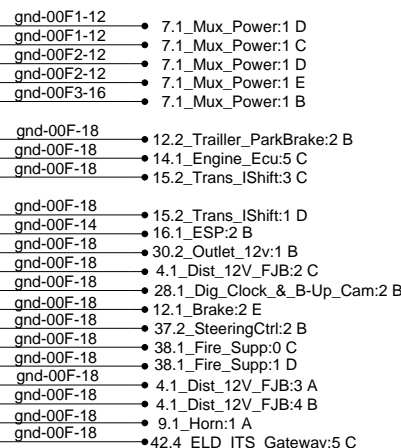 gnd-00F1-12 7.1_Mux_Power:1 D
gnd-00F1-12 7.1_Mux_Power:1 C
gnd-00F2-12 7.1_Mux_Power:1 D
gnd-00F2-12 7.1_Mux_Power:1 E
gnd-00F3-16 7.1_Mux_Power:1 B
gnd-00F-18 12.2_Trailler_ParkBrake:2 B
gnd-00F-18 14.1_Engine_Ecu:5 C
gnd-00F-18 15.2_Trans_IShift:3 C
gnd-00F-18 15.2_Trans_IShift:1 D
gnd-00F-14 16.1_ESP:2 B
gnd-00F-18 30.2_Outlet_12v:1 B
gnd-00F-18 4.1_Dist_12V_FJB:2 C
gnd-00F-18 28.1_Dig_Clock_&_B-Up_Cam:2 B
gnd-00F-18 12.1_Brake:2 E
gnd-00F-18 37.2_SteeringCtrl:2 B
gnd-00F-18 38.1_Fire_Supp:0 C
gnd-00F-18 38.1_Fire_Supp:1 D
gnd-00F-18 4.1_Dist_12V_FJB:3 A
gnd-00F-18 4.1_Dist_12V_FJB:4 B
gnd-00F-18 9.1_Horn:1 A
gnd-00F-18 42.4_ELD_ITS_Gateway:5 C